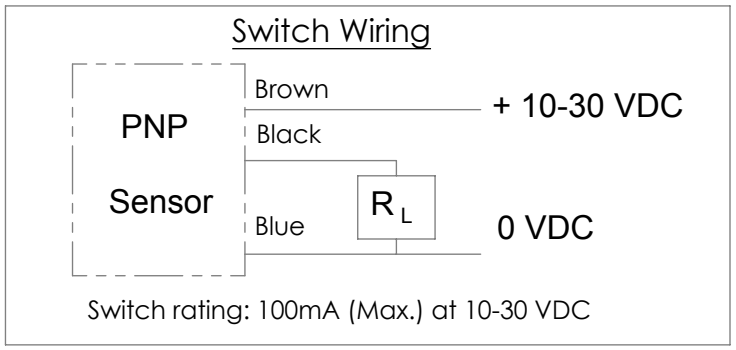 Switch Wiring
Brown
+ 10-30 VDC
PNP
Black
Sensor
R L
Blue
0 VDC
Switch rating: 100mA (Max.) at 10-30 VDC